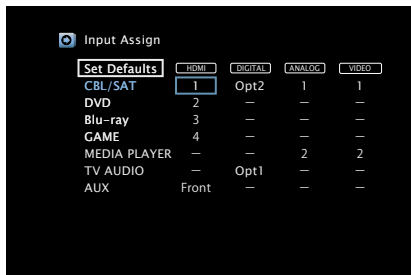 Input Assign
Set Defaults HDMI DIGITAL ANALOG VIDEO
CBL/SAT 1 Opt2 1 1
DVD 2 — — —
Blu-ray 3 — — —
GAME 4 — — —
MEDIA PLAYER — — 2 2
TV AUDIO — Opt1 — —
AUX Front — — —